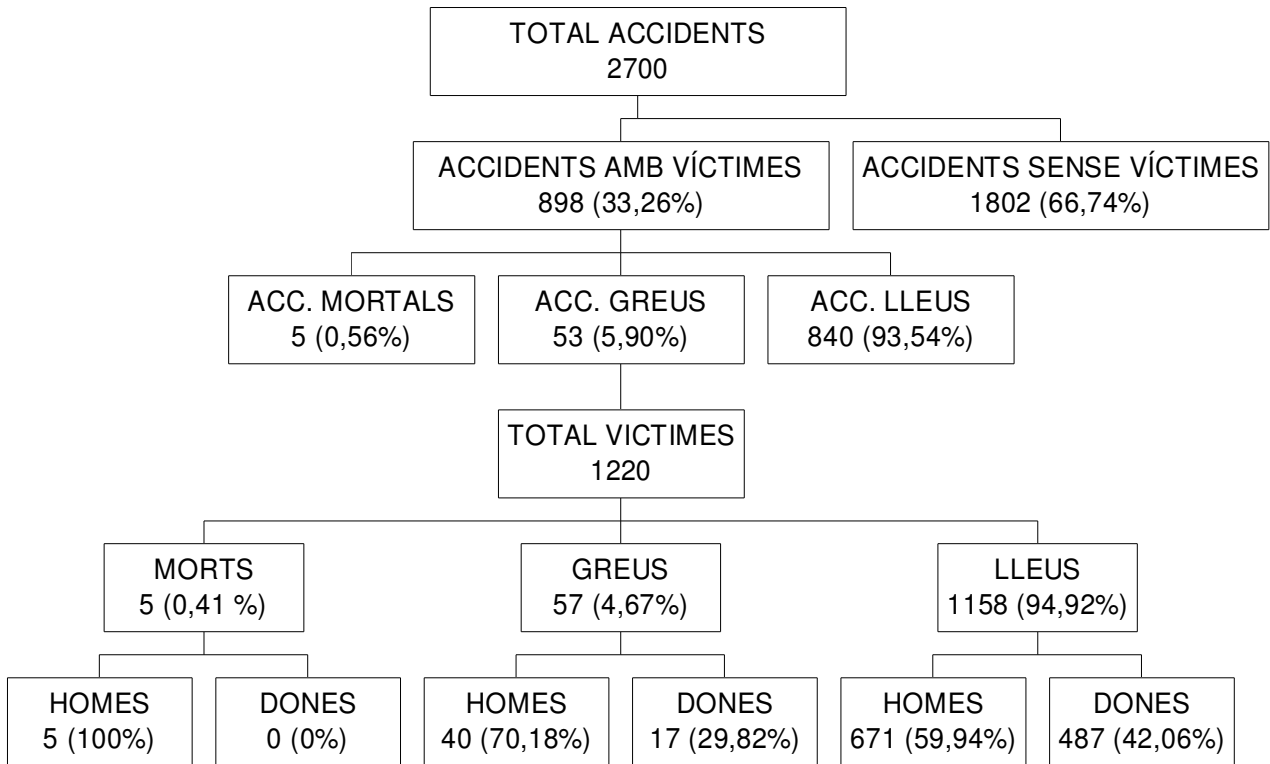 TOTAL ACCIDENTS
2700
ACCIDENTS AMB VÍCTIMES
898 (33,26%)
ACCIDENTS SENSE VÍCTIMES
1802 (66,74%)
ACC. MORTALS
5 (0,56%)
ACC. GREUS
53 (5,90%)
ACC. LLEUS
840 (93,54%)
TOTAL VICTIMES
1220
MORTS
5 (0,41 %)
GREUS
57 (4,67%)
LLEUS
1158 (94,92%)
HOMES
5 (100%)
DONES
0 (0%)
HOMES
40 (70,18%)
DONES
17 (29,82%)
HOMES
671 (59,94%)
DONES
487 (42,06%)